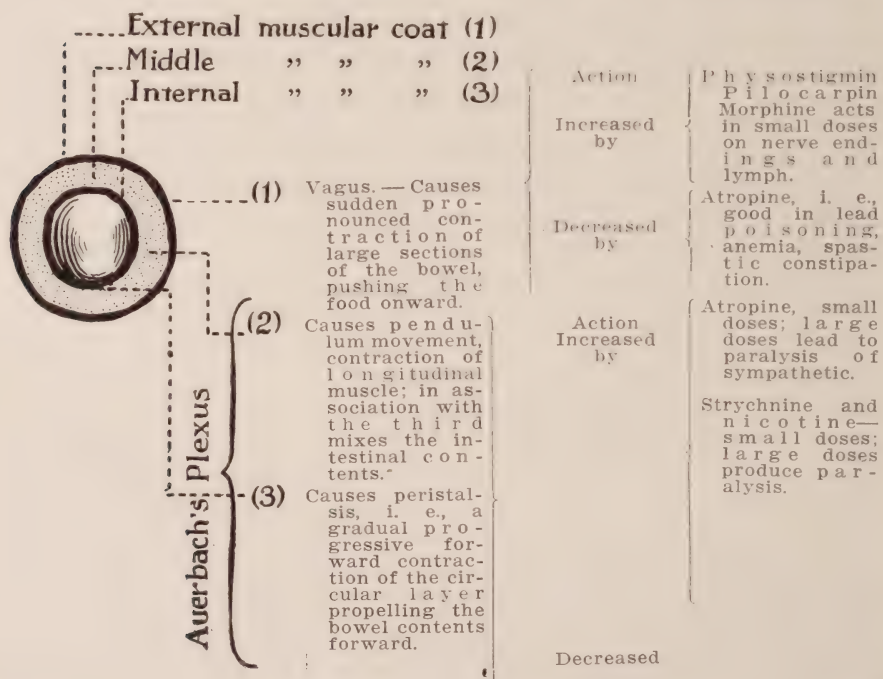 External muscular coat (1)
Middle " " " (2)
Internal " " " (3)
(1)
Vagus. — Causes
sudden pro-
nounced con-
traction of
large sections
of the bowel,
pushing the
food onward.
Action
Increased
by
Physostigmin
Pilocarpin
Morphine acts
in small doses
on nerve end-
ings and
lymph.
Decreased
by
Atropine, i. e.,
good in lead
poisoning,
anemia, spas-
tic constipa-
tion.
Auerbach's Plexus
(2)
Causes pendu-
lum movement,
contraction of
longitudinal
muscle; in as-
sociation with
the third
mixes the in-
testinal con-
tents.
(3)
Causes peristal-
sis, i. e., a
gradual pro-
gressive for-
ward contrac-
tion of the cir-
cular layer
propelling the
bowel contents
forward.
Action
Increased
by
Atropine, small
doses; large
doses lead to
paralysis of
sympathetic.
Strychnine and
nicotine—
small doses;
large doses
produce par-
alysis.
Decreased